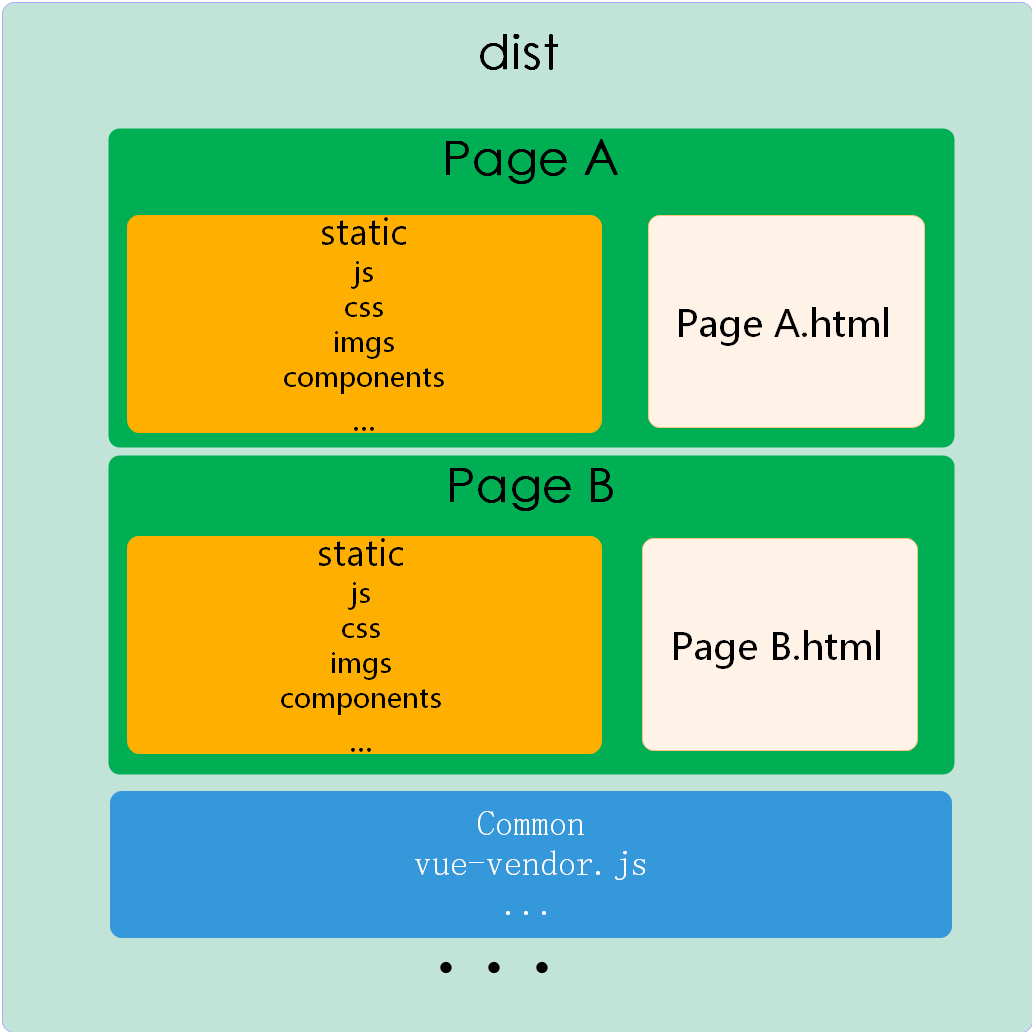 dist
Page A
static
js
css
imgs
components
...
Page A.html
Page B
static
js
css
imgs
components
...
Page B.html
Common
vue-vendor.js
...
• • •